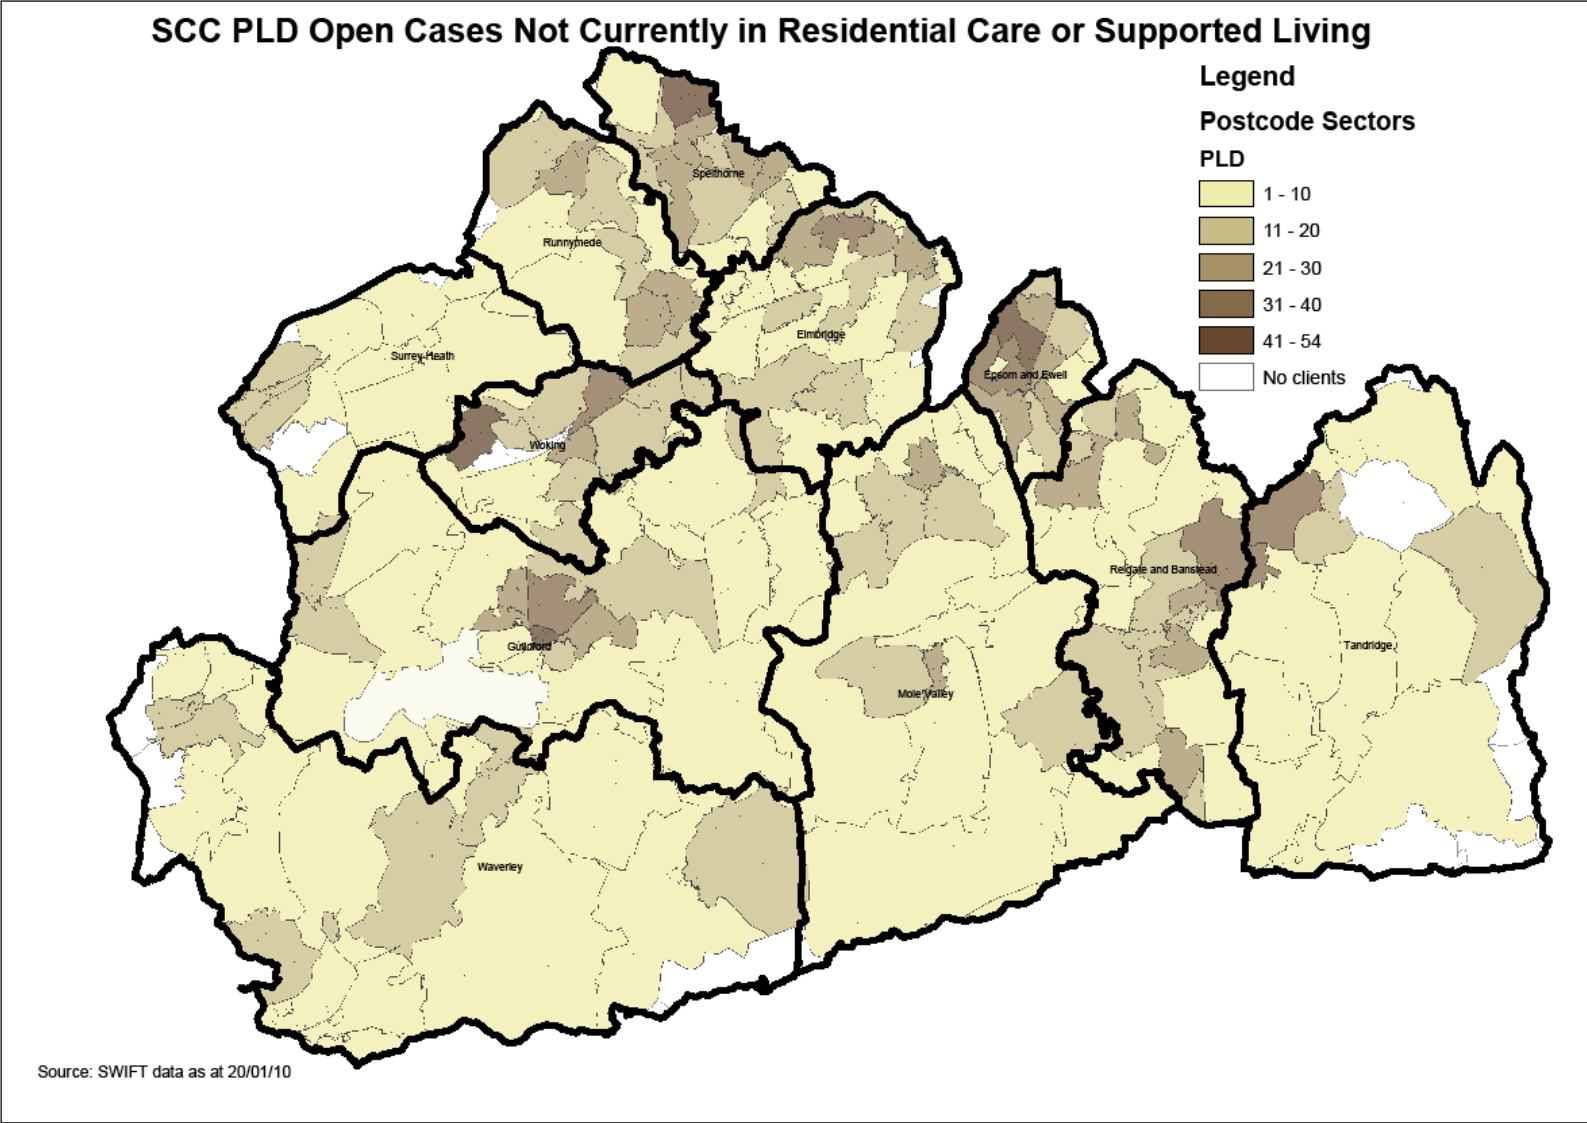 SCC PLD Open Cases Not Currently in Residential Care or Supported Living
Legend
Postcode Sectors
PLD
1 - 10
11 - 20
21 - 30
31 - 40
41 - 54
No clients
Spelthorne
Runnymede
Elmbridge
Surrey Heath
Epsom and Ewell
Woking
Reigate and Banstead
Guildford
Tandridge
Mole Valley
Waverley
Source: SWIFT data as at 20/01/10